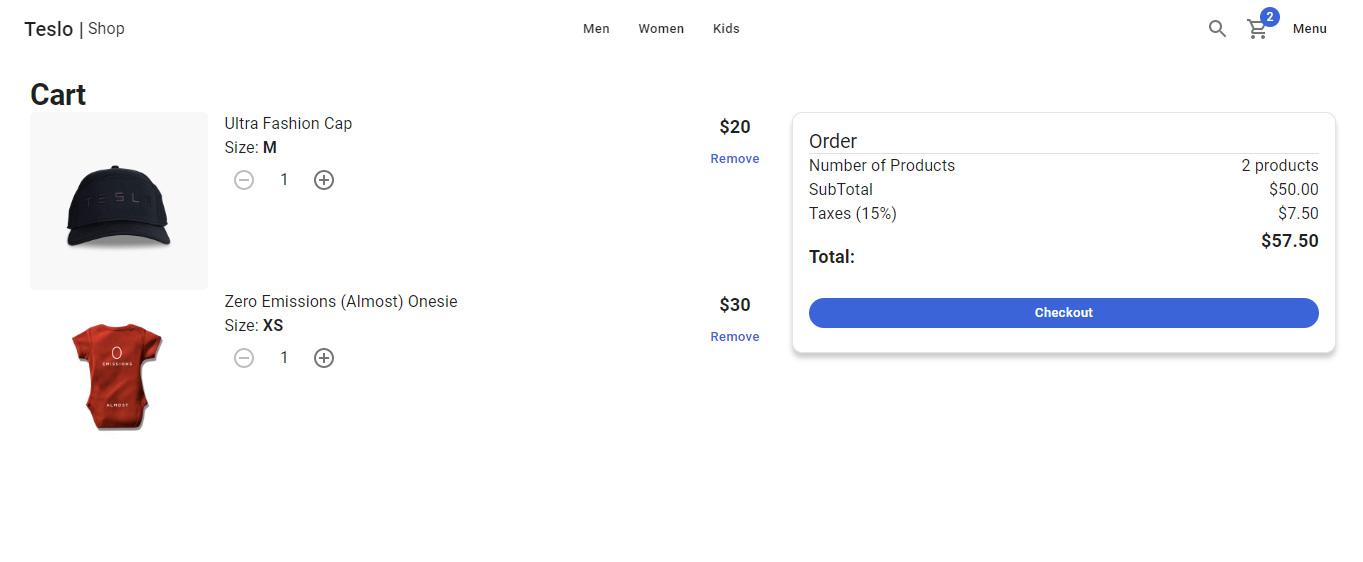 Teslo | Shop
Men Women Kids
2
Menu
Cart
Ultra Fashion Cap
Size: M
1
$20
Remove
TESL
Zero Emissions (Almost) Onesie
Size: XS
1
$30
Remove
EMISSIONS
ALMOST
Order
Number of Products 2 products
SubTotal $50.00
Taxes (15%) $7.50
Total: $57.50
Checkout